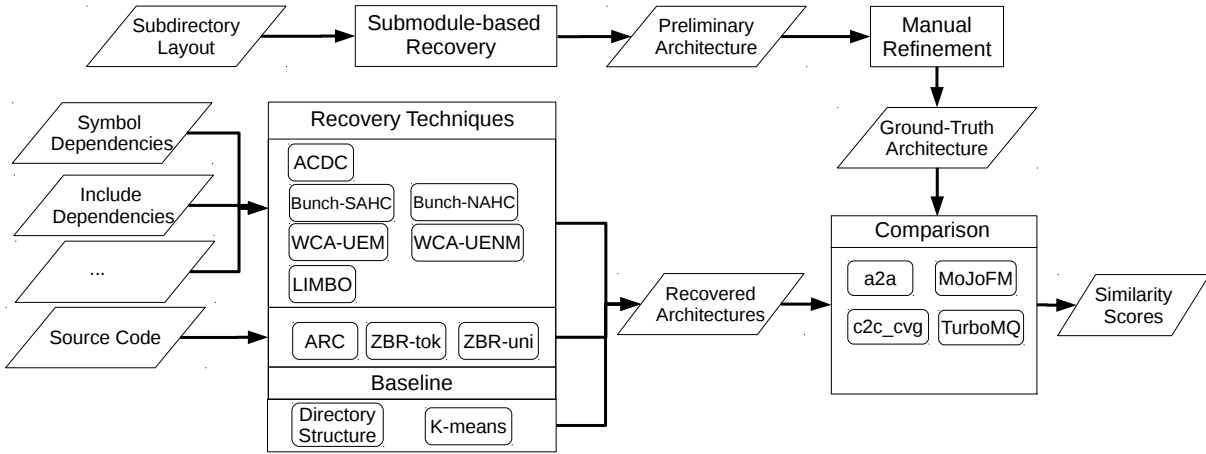 Subdirectory
Layout
Submodule-based
Recovery
Preliminary
Architecture
Manual
Refinement
Symbol
Dependencies
Include
Dependencies
...
Source Code
Recovery Techniques
ACDC
Bunch-SAHC
Bunch-NAHC
WCA-UEM
WCA-UENM
LIMBO
ARC
ZBR-tok
ZBR-uni
Baseline
Directory
Structure
K-means
Recovered
Architectures
Ground-Truth
Architecture
Comparison
a2a
MoJoFM
c2c_cvg
TurboMQ
Similarity
Scores